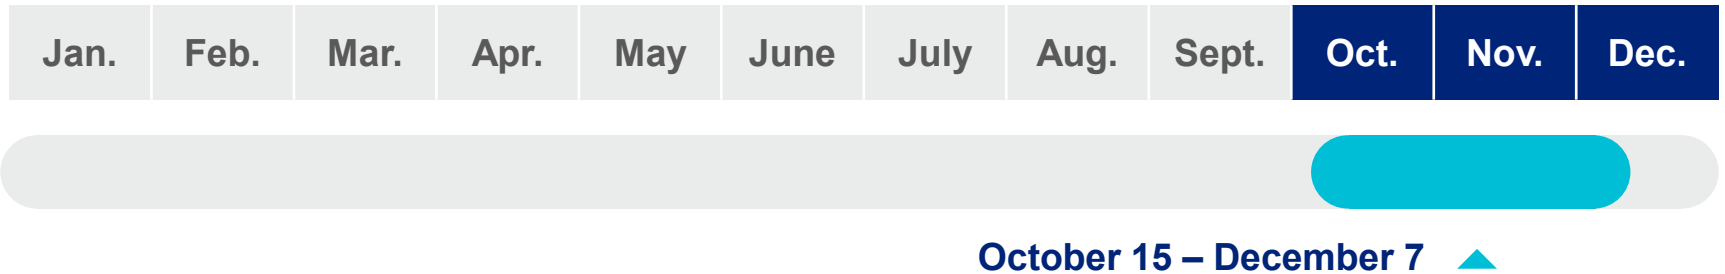 Jan. Feb. Mar. Apr. May June July Aug. Sept. Oct. Nov. Dec.
October 15 – December 7